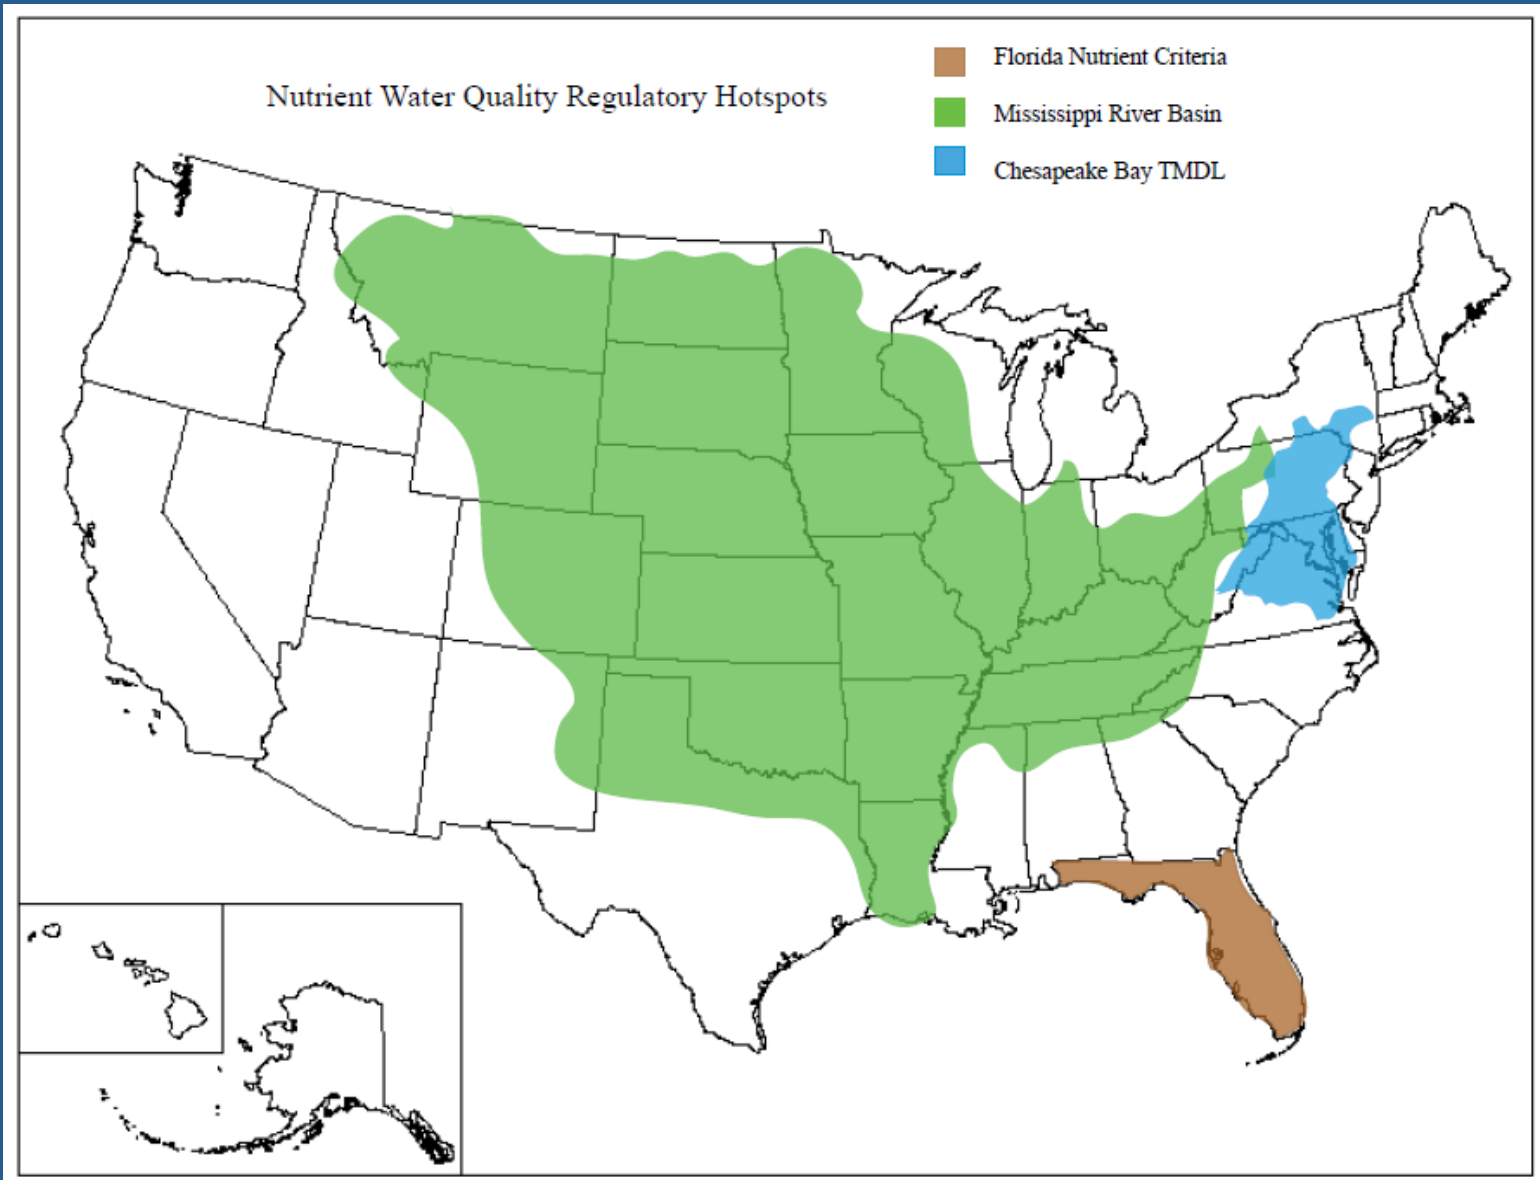 Nutrient Water Quality Regulatory Hotspots
Florida Nutrient Criteria
Mississippi River Basin
Chesapeake Bay TMDL